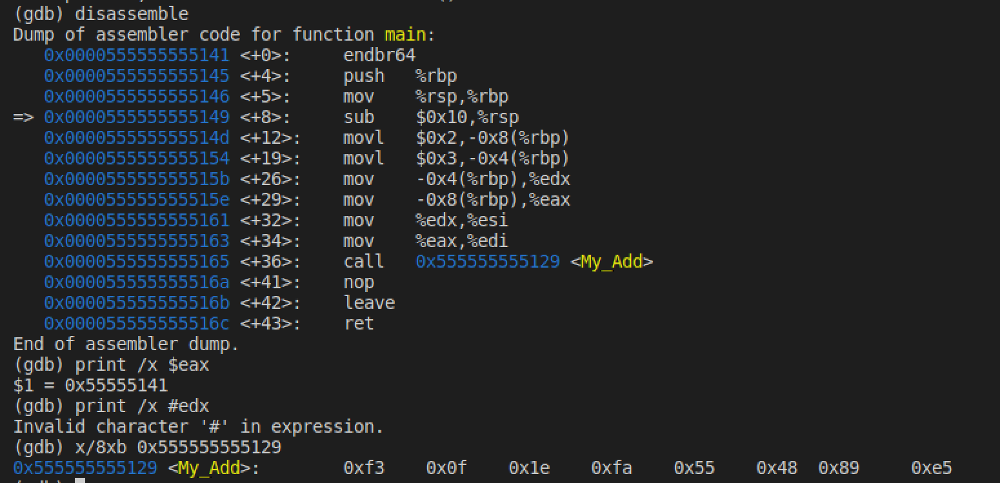 (gdb) disassemble
Dump of assembler code for function main:
   0x0000555555555141 <+0>:     endbr64
   0x0000555555555145 <+4>:     push   %rbp
   0x0000555555555146 <+5>:     mov    %rsp,%rbp
=> 0x0000555555555149 <+8>:     sub    $0x10,%rsp
   0x000055555555514d <+12>:    movl   $0x2,-0x8(%rbp)
   0x0000555555555154 <+19>:    movl   $0x3,-0x4(%rbp)
   0x000055555555515b <+26>:    mov    -0x4(%rbp),%edx
   0x000055555555515e <+29>:    mov    -0x8(%rbp),%eax
   0x0000555555555161 <+32>:    mov    %edx,%esi
   0x0000555555555163 <+34>:    mov    %eax,%edi
   0x0000555555555165 <+36>:    call   0x555555555129 <My_Add>
   0x000055555555516a <+41>:    nop
   0x000055555555516b <+42>:    leave
   0x000055555555516c <+43>:    ret
End of assembler dump.
(gdb) print /x $eax
$1 = 0x55555141
(gdb) print /x #edx
Invalid character '#' in expression.
(gdb) x/8xb 0x555555555129
0x555555555129 <My_Add>:        0xf3    0x0f    0x1e    0xfa    0x55    0x48    0x89    0xe5